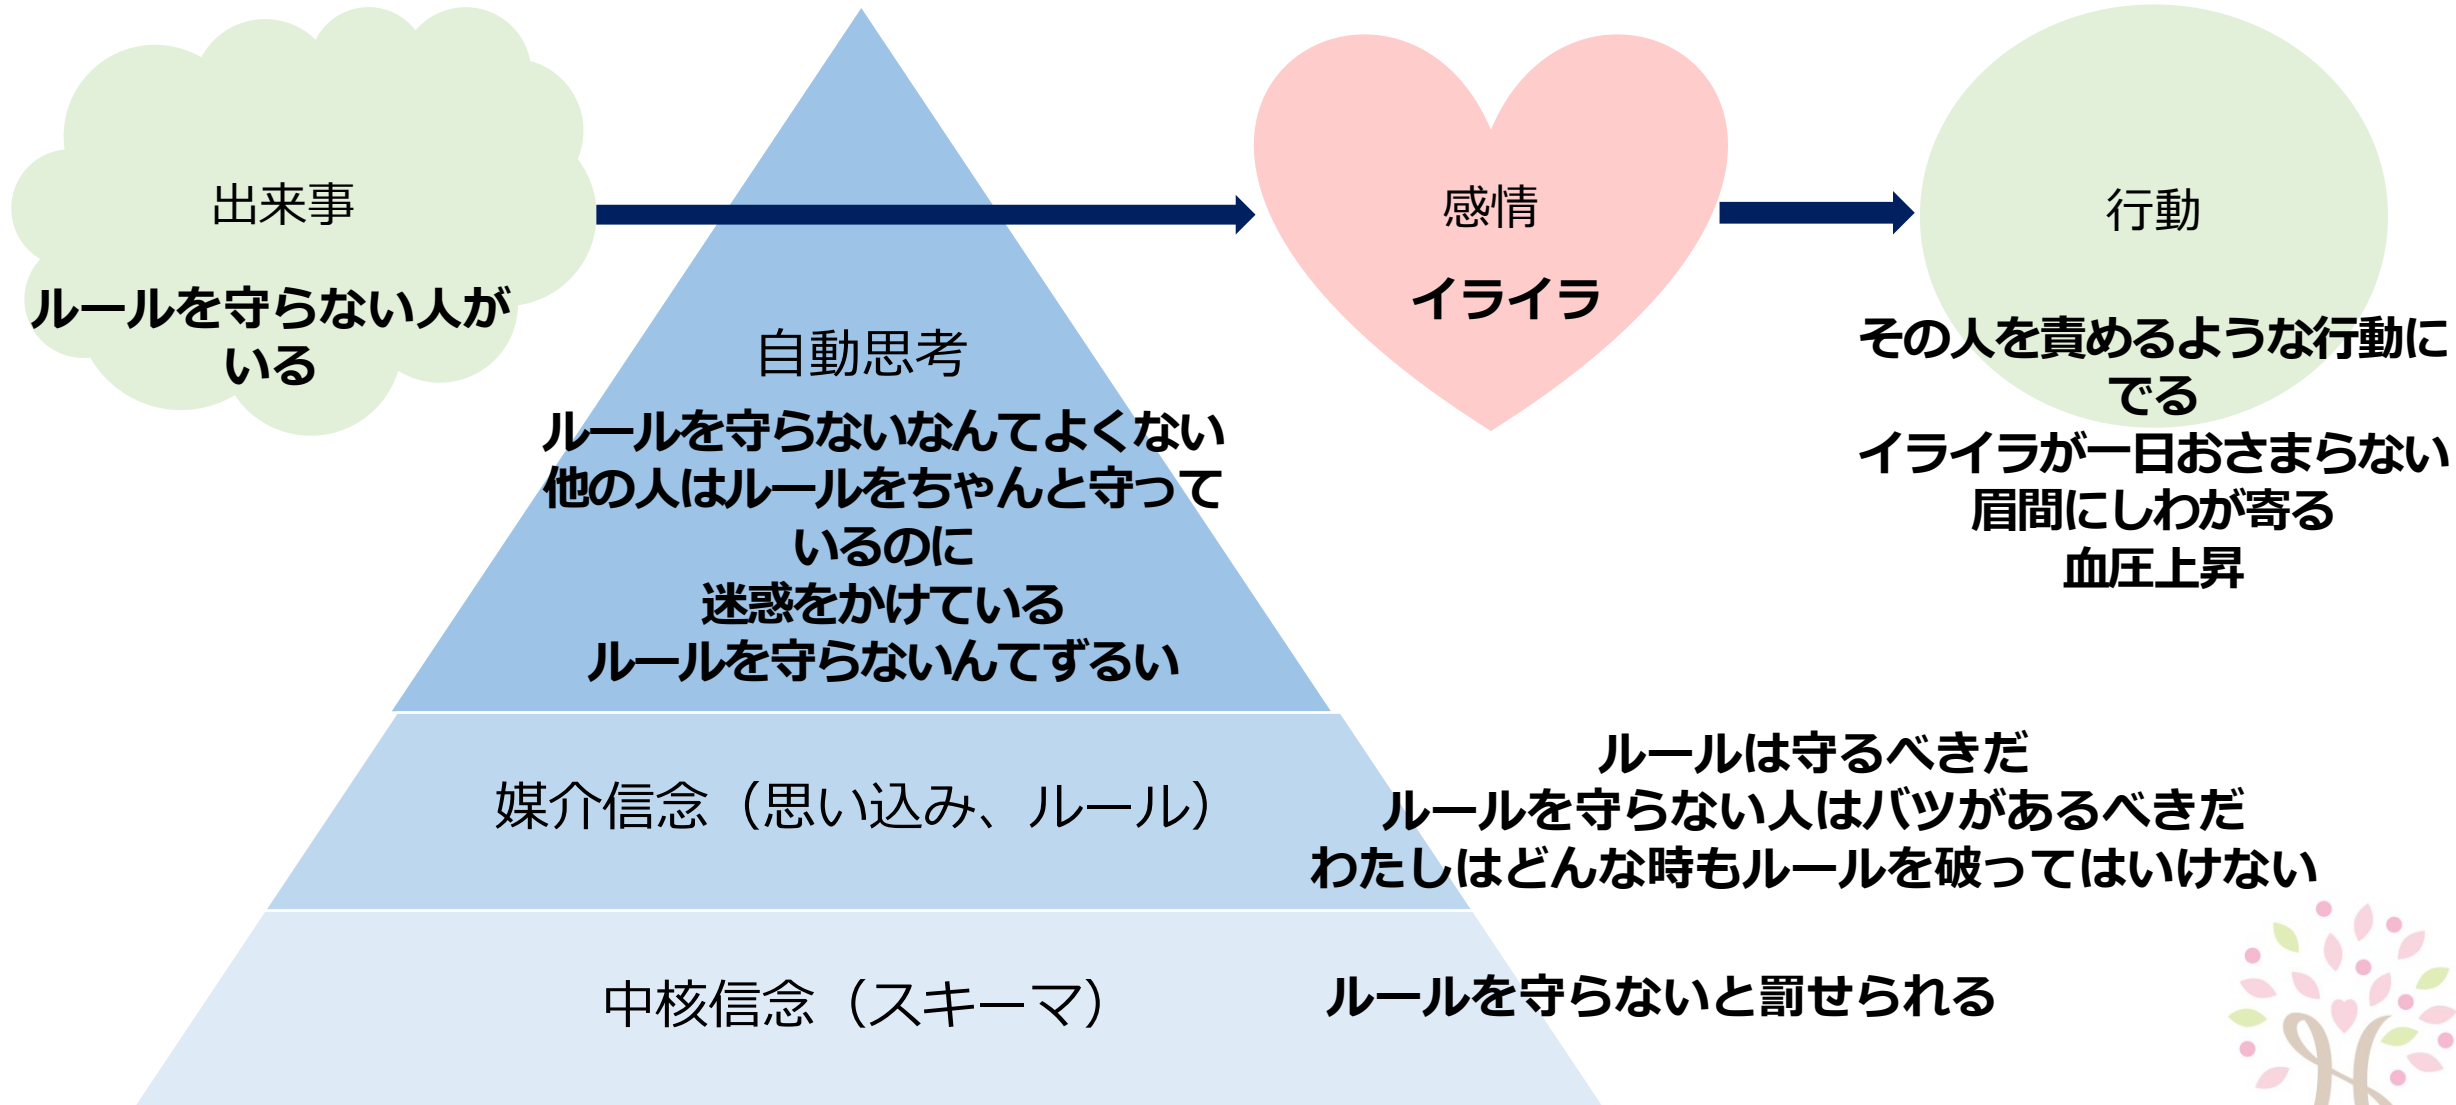 出来事
ルールを守らない人が
いる
自動思考
ルールを守らないなんてよくない
他の人はルールをちゃんと守って
いるのに
迷惑をかけている
ルールを守らないんてずるい
感情
イライラ
行動
その人を責めるような行動に
でる
イライラが一日おさまらない
眉間にしわが寄る
血圧上昇
媒介信念（思い込み、ルール）
ルールは守るべきだ
ルールを守らない人はバツがあるべきだ
わたしはどんな時もルールを破ってはいけない
中核信念（スキーマ）
ルールを守らないと罰せられる